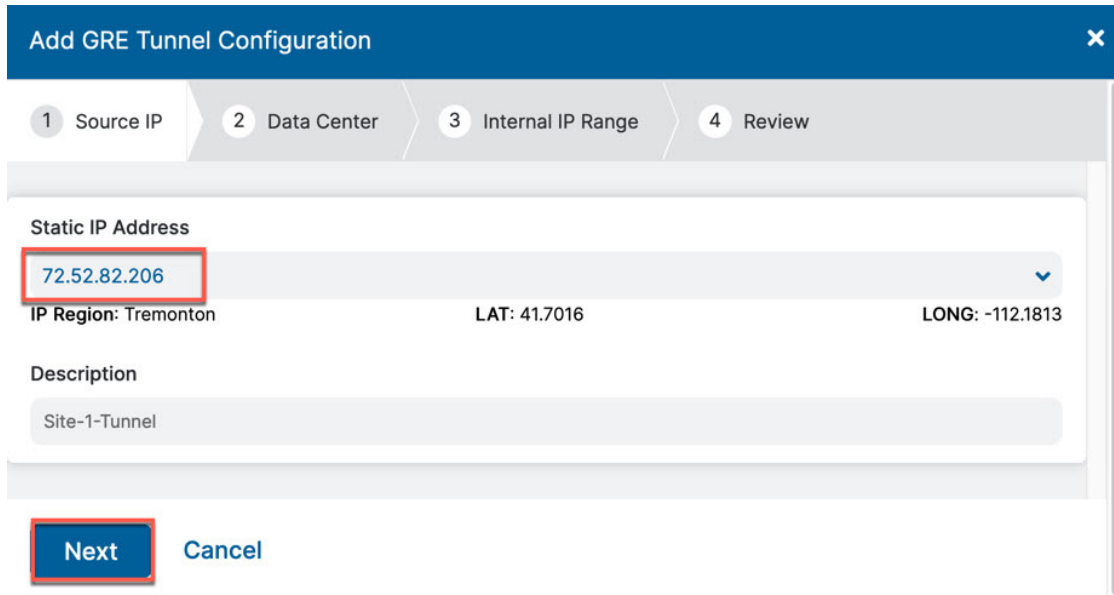 Add GRE Tunnel Configuration
1 Source IP 2 Data Center 3 Internal IP Range 4 Review
Static IP Address
72.52.82.206
IP Region: Tremonton LAT: 41.7016 LONG: -112.1813
Description
Site-1-Tunnel
Next Cancel